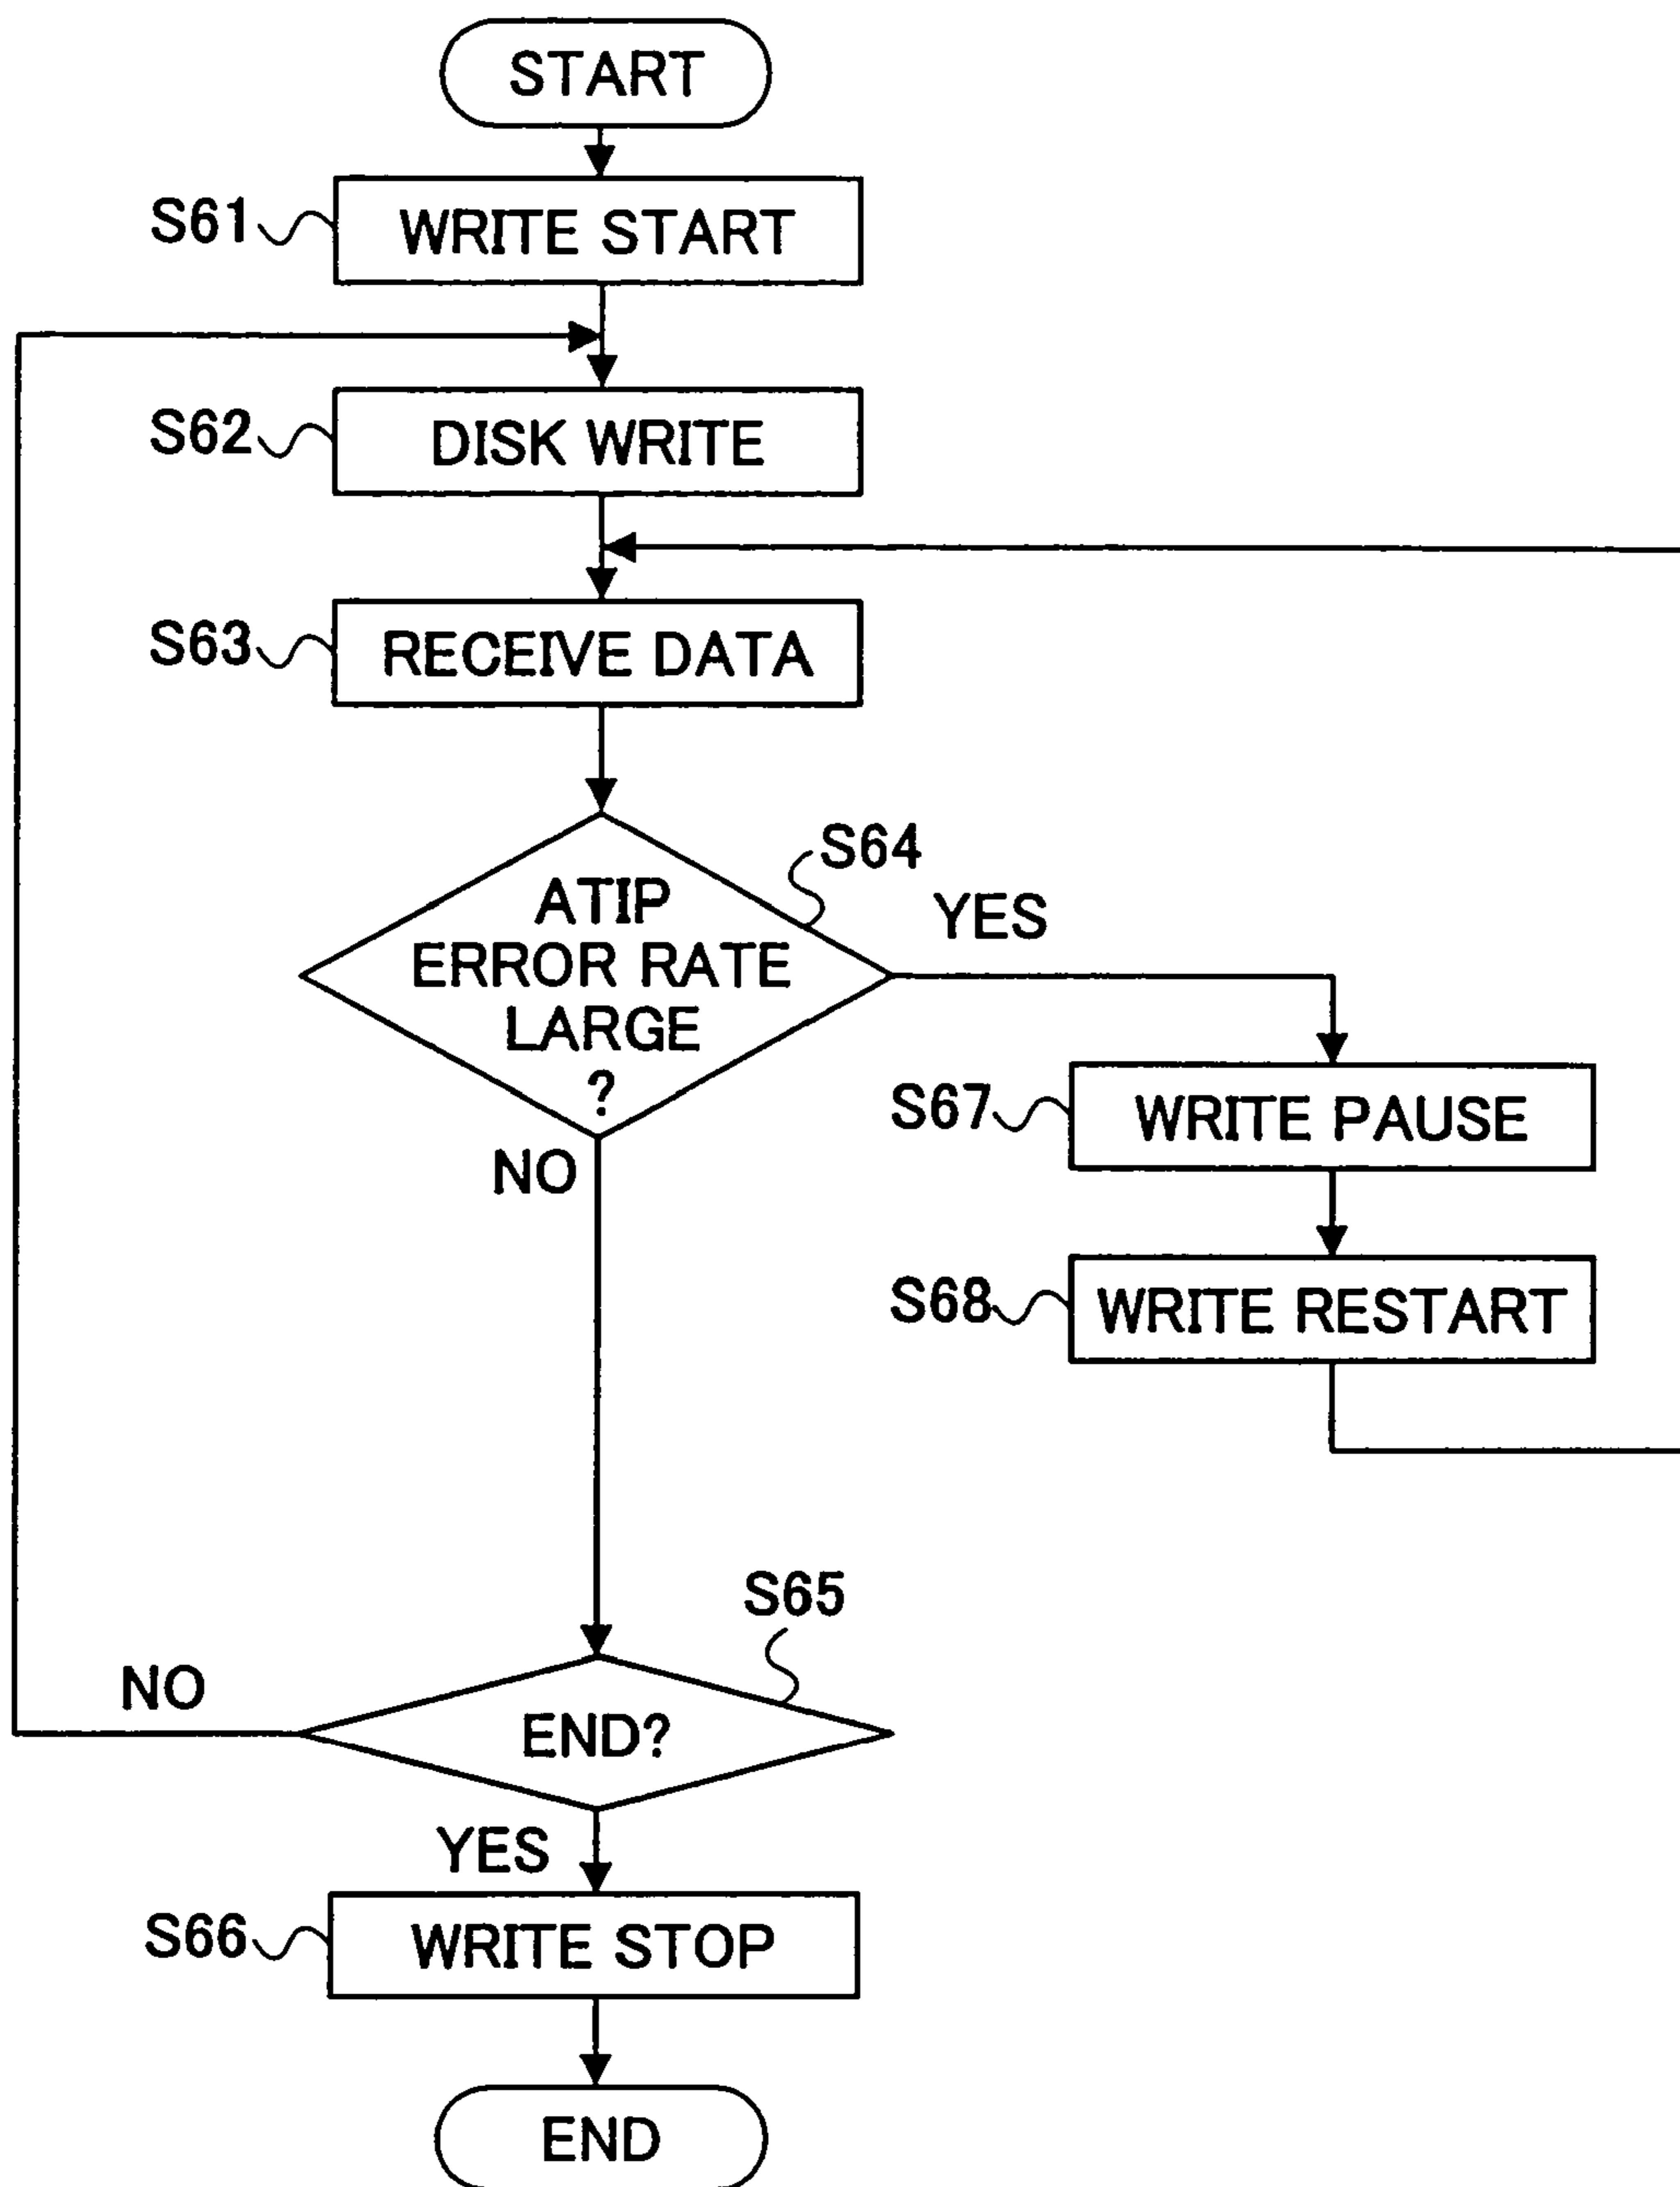 START
S61
WRITE START
S62
DISK WRITE
S63
RECEIVE DATA
S64
ATIP
ERROR RATE
LARGE
?
YES
NO
S67
WRITE PAUSE
S68
WRITE RESTART
S65
END?
NO
YES
S66
WRITE STOP
END